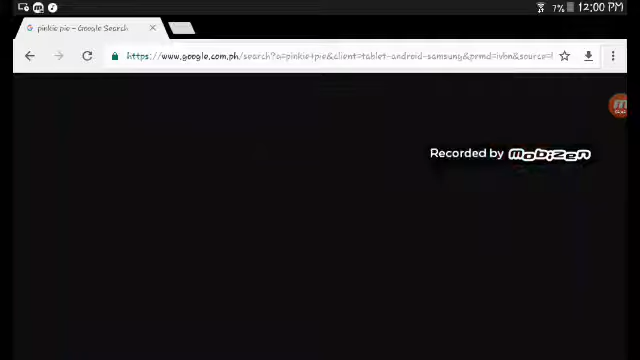 7% 12:00 PM
pinkie pie - Google Search
https://www.google.com.ph/search?q=pinkie+pie&client=tablet-android-samsung&prmd=ivbn&source=
Recorded by mobizen